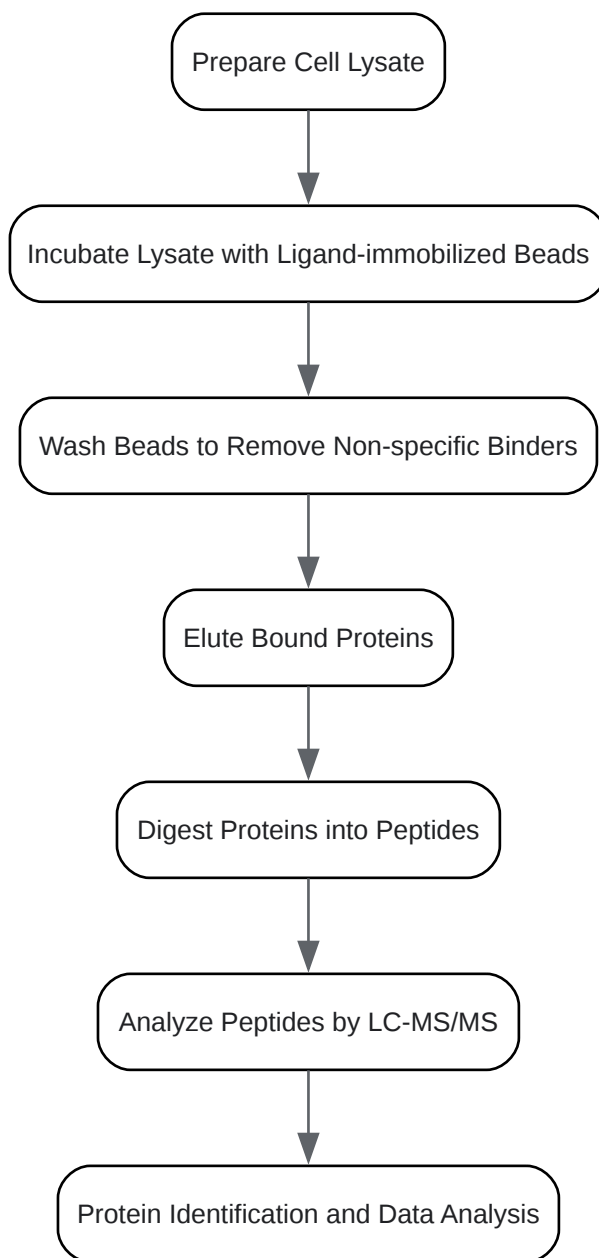 Prepare Cell Lysate
Incubate Lysate with Ligand-immobilized Beads
Wash Beads to Remove Non-specific Binders
Elute Bound Proteins
Digest Proteins into Peptides
Analyze Peptides by LC-MS/MS
Protein Identification and Data Analysis